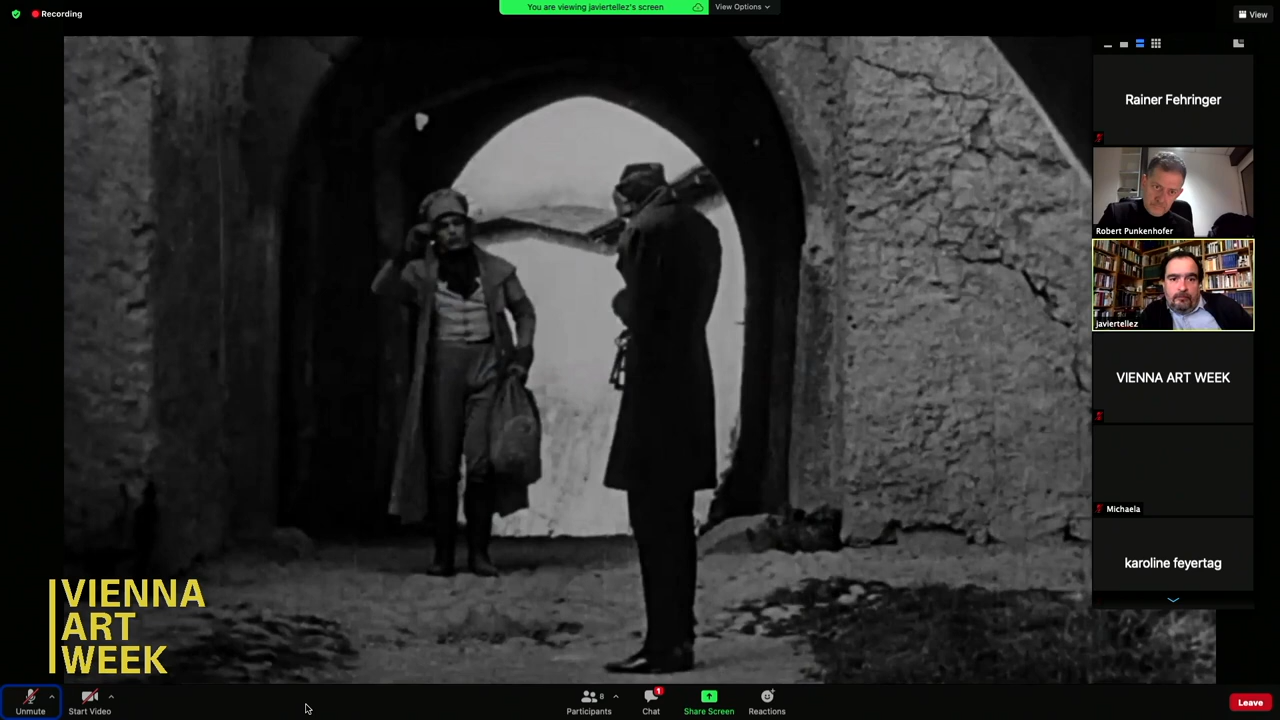 Recording
You are viewing javiertellez's screen
View Options
View
Rainer Fehringer
Robert Punkenhofer
Javiertellez
VIENNA ART WEEK
Michaela
karoline feyertag
VIENNA
ART
WEEK
Unmute
Start Video
Participants
8
Chat
1
Share Screen
Reactions
Leave